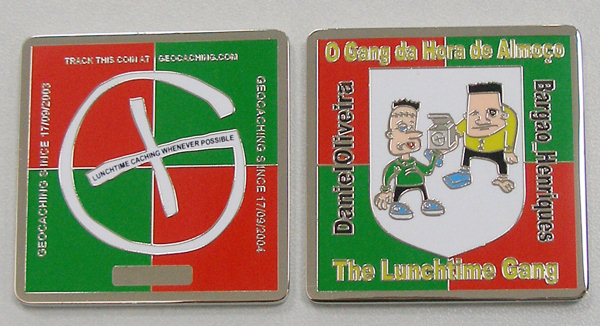 TRACK THIS COIN AT GEOCACHING.COM
GEOCACHING SINCE 17/09/2003
LUNCHTIME CACHING WHENEVER POSSIBLE
GEOCACHING SINCE 17/09/2004
O Gang da Hora de Almoço
Daniel Oliveira
G
Bargao_Henriques
The Lunchtime Gang